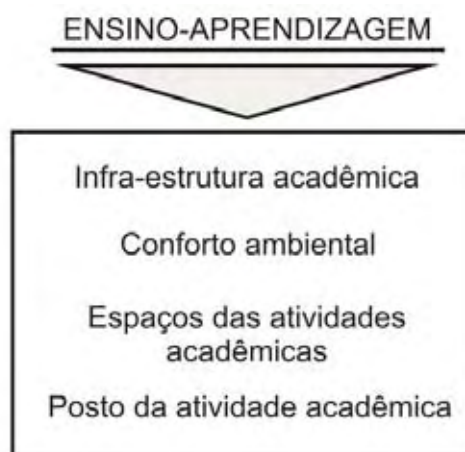 ENSINO-APRENDIZAGEM
Infra-estrutura acadêmica
Conforto ambiental
Espaços das atividades
acadêmicas
Posto da atividade acadêmica